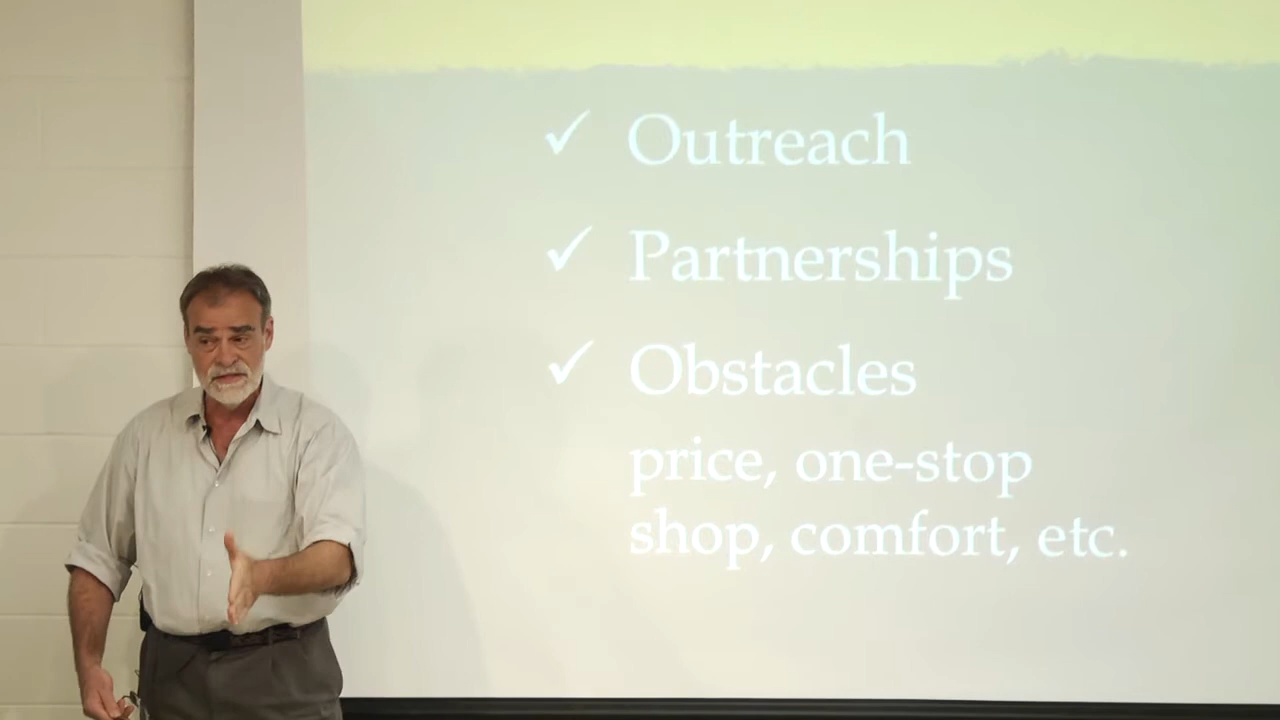 ✓ Outreach
✓ Partnerships
✓ Obstacles
price, one-stop
shop, comfort, etc.